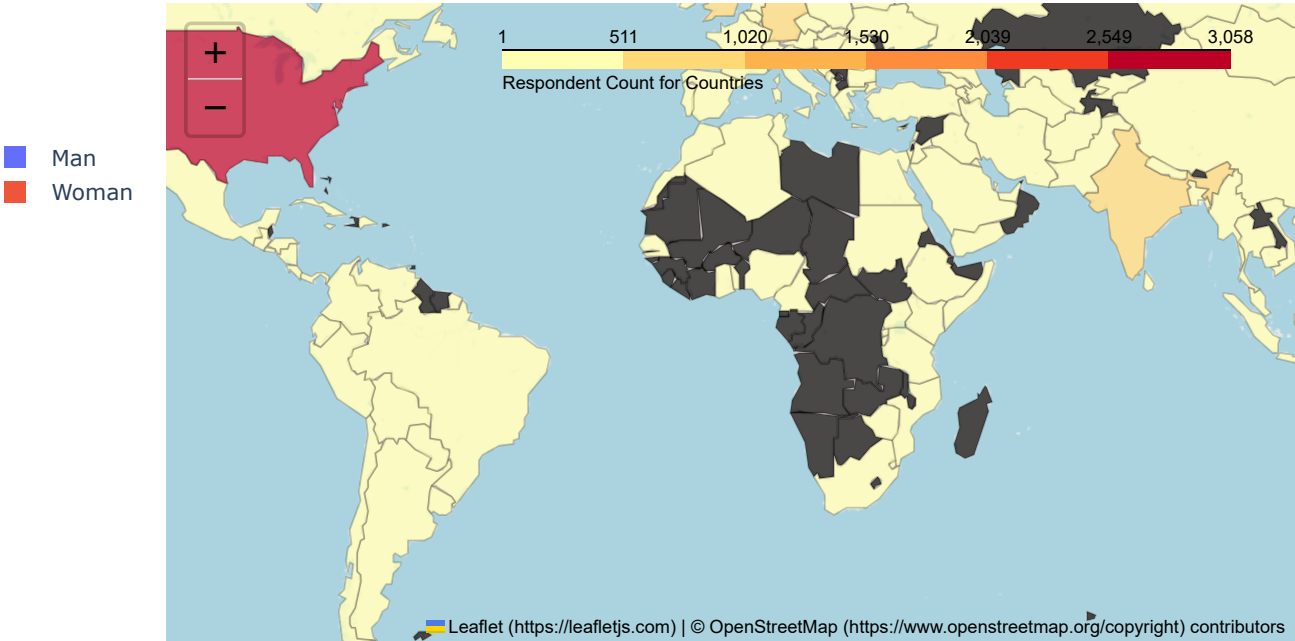 +
−
1 511 1,020 1,530 2,039 2,549 3,058
Respondent Count for Countries
Man
Woman
Leaflet (https://leafletjs.com) | © OpenStreetMap (https://www.openstreetmap.org/copyright) contributors